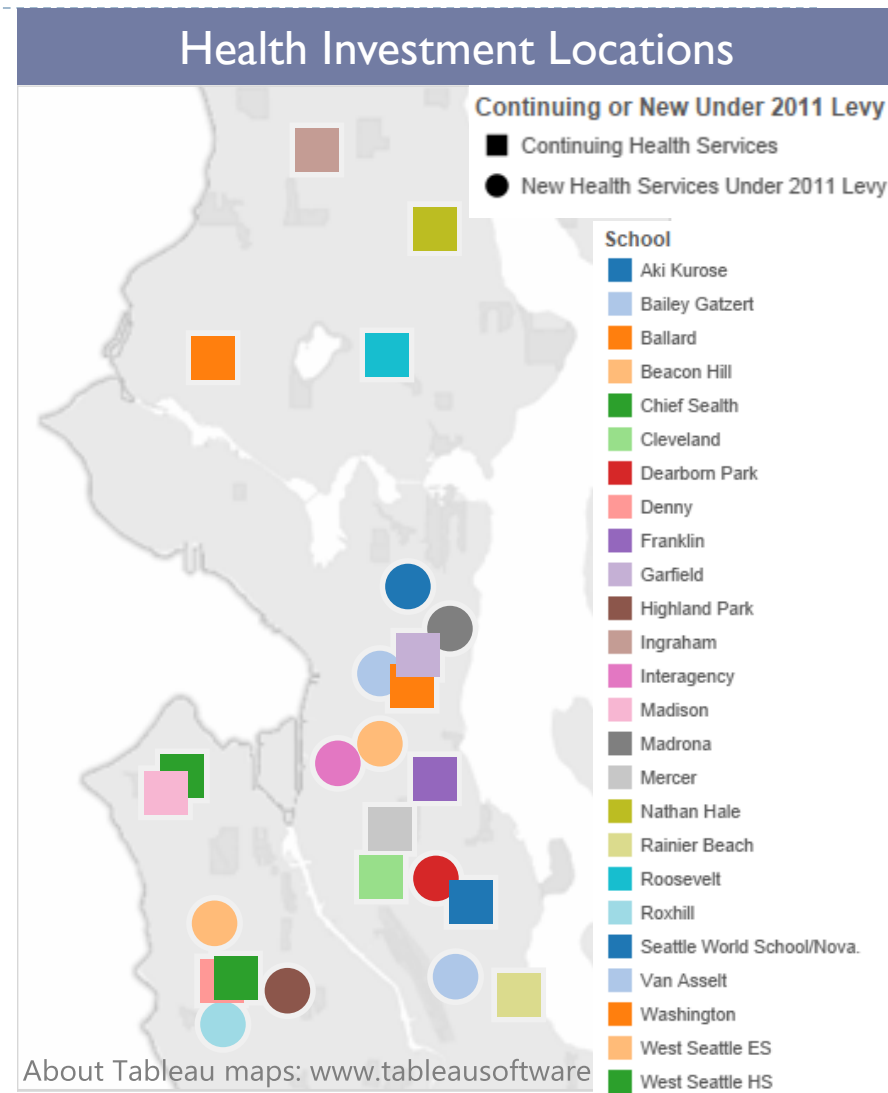 Health Investment Locations
Continuing or New Under 2011 Levy
Continuing Health Services
New Health Services Under 2011 Levy
School
Aki Kurose
Bailey Gatzert
Ballard
Beacon Hill
Chief Sealth
Cleveland
Dearborn Park
Denny
Franklin
Garfield
Highland Park
Ingraham
Interagency
Madison
Madrona
Mercer
Nathan Hale
Rainier Beach
Roosevelt
Roxhill
Seattle World School/Nova.
Van Asselt
Washington
West Seattle ES
West Seattle HS
About Tableau maps: www.tableausoftware